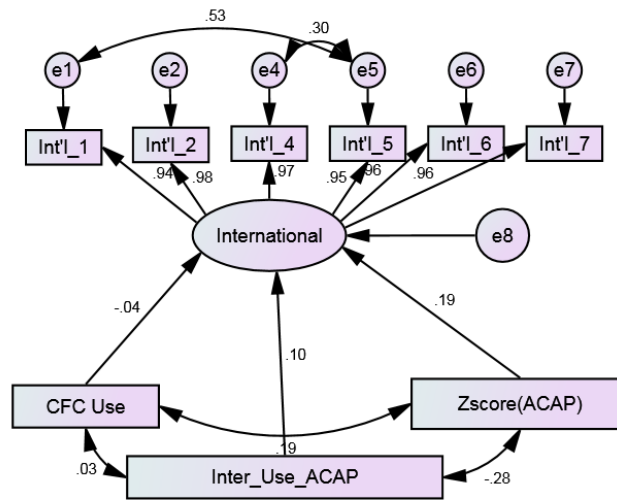 .53
.30
e1 e2 e4 e5 e6 e7
Int'l_1 Int'l_2 Int'l_4 Int'l_5 Int'l_6 Int'l_7
.94 .98 .97 .95 .96 .96
International e8
-.04 .10 .19
CFC Use Zscore(ACAP)
.19
.03 Inter_Use_ACAP -.28